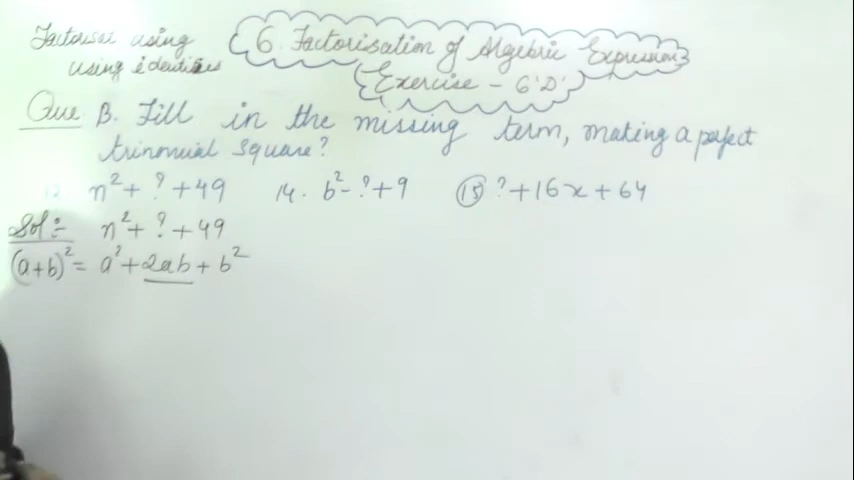 Factorise using
using identities
6. Factorisation of Algebric Expressions
Exercise - 6'D'
Que B. Fill in the missing term, making a perfect
trinomial square?
n² + ? + 49 14. b² - ? + 9 15 ? + 16x + 64
Sol:- n² + ? + 49
(a+b)² = a² + 2ab + b²